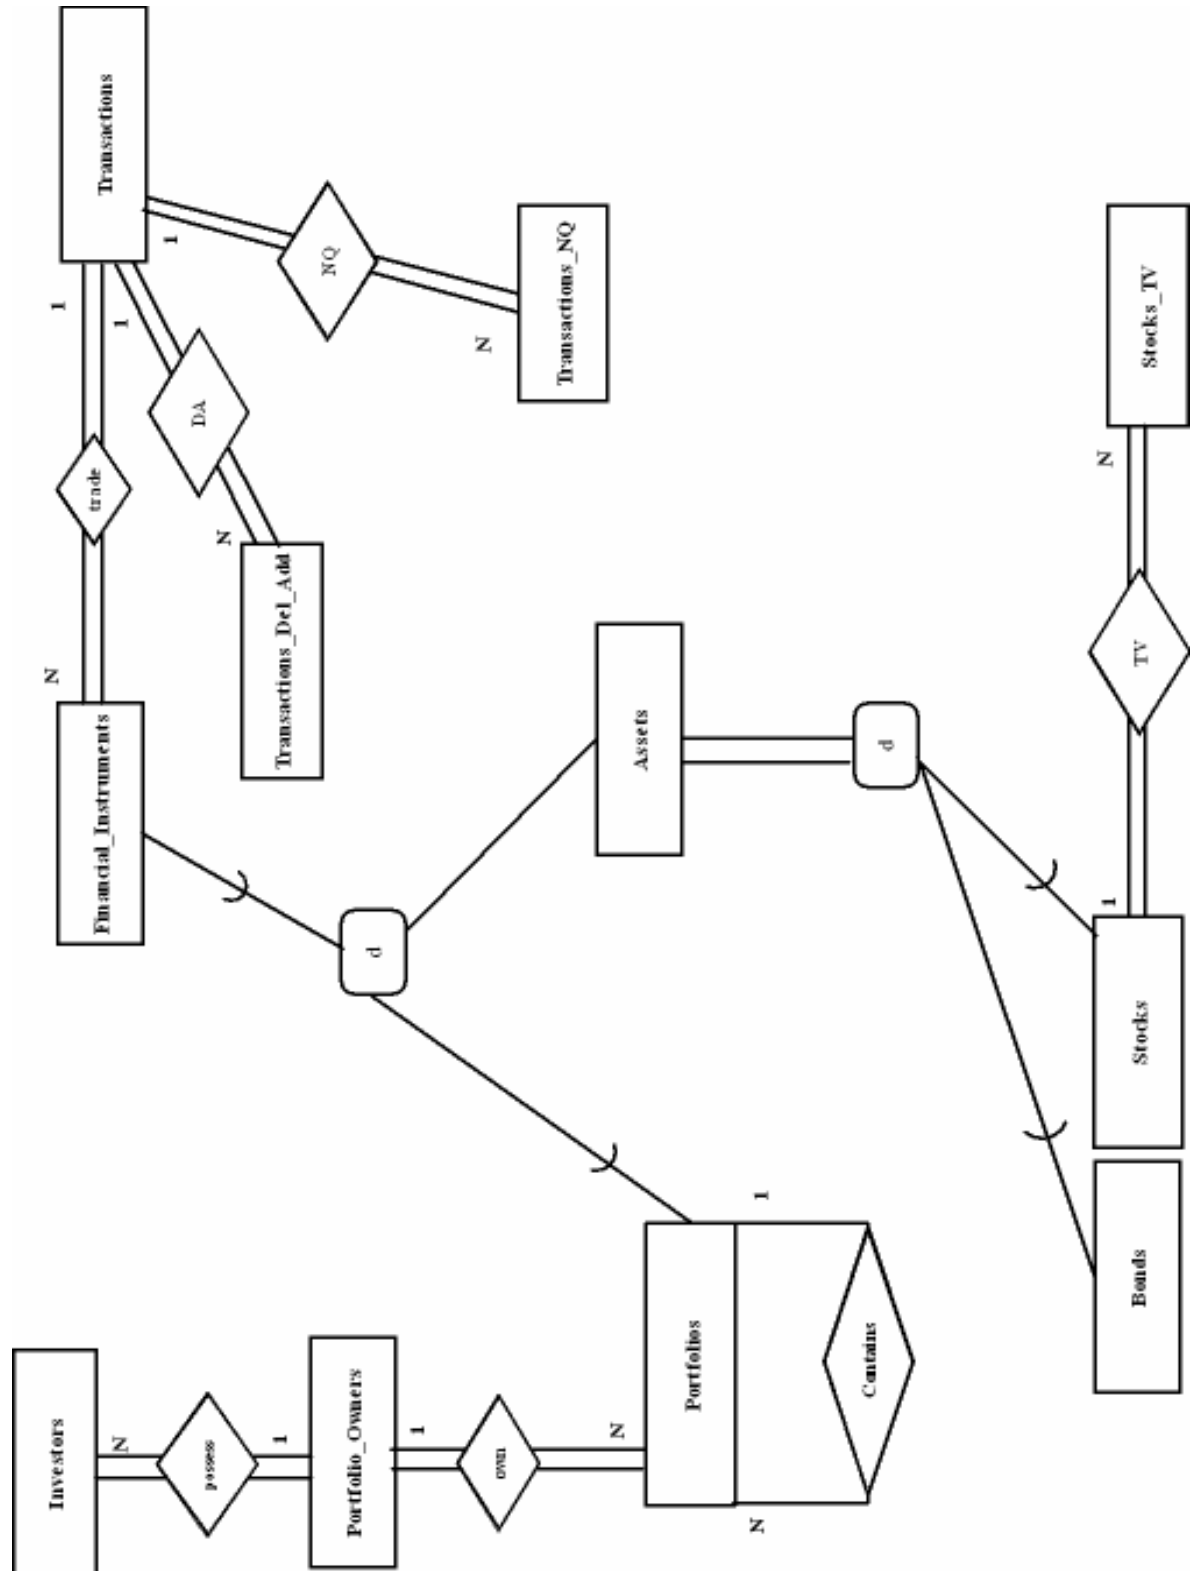 Investors
N
1
Financial_Instruments
trade
Transactions
N
1
1
possess
DA
N
1
Transactions_Del_Add
NQ
Portfolio_Owners
d
1
N
own
Transactions_NQ
N
Assets
Portfolios
N
1
Contains
d
1
N
Bonds
Stocks
TV
Stocks_TV